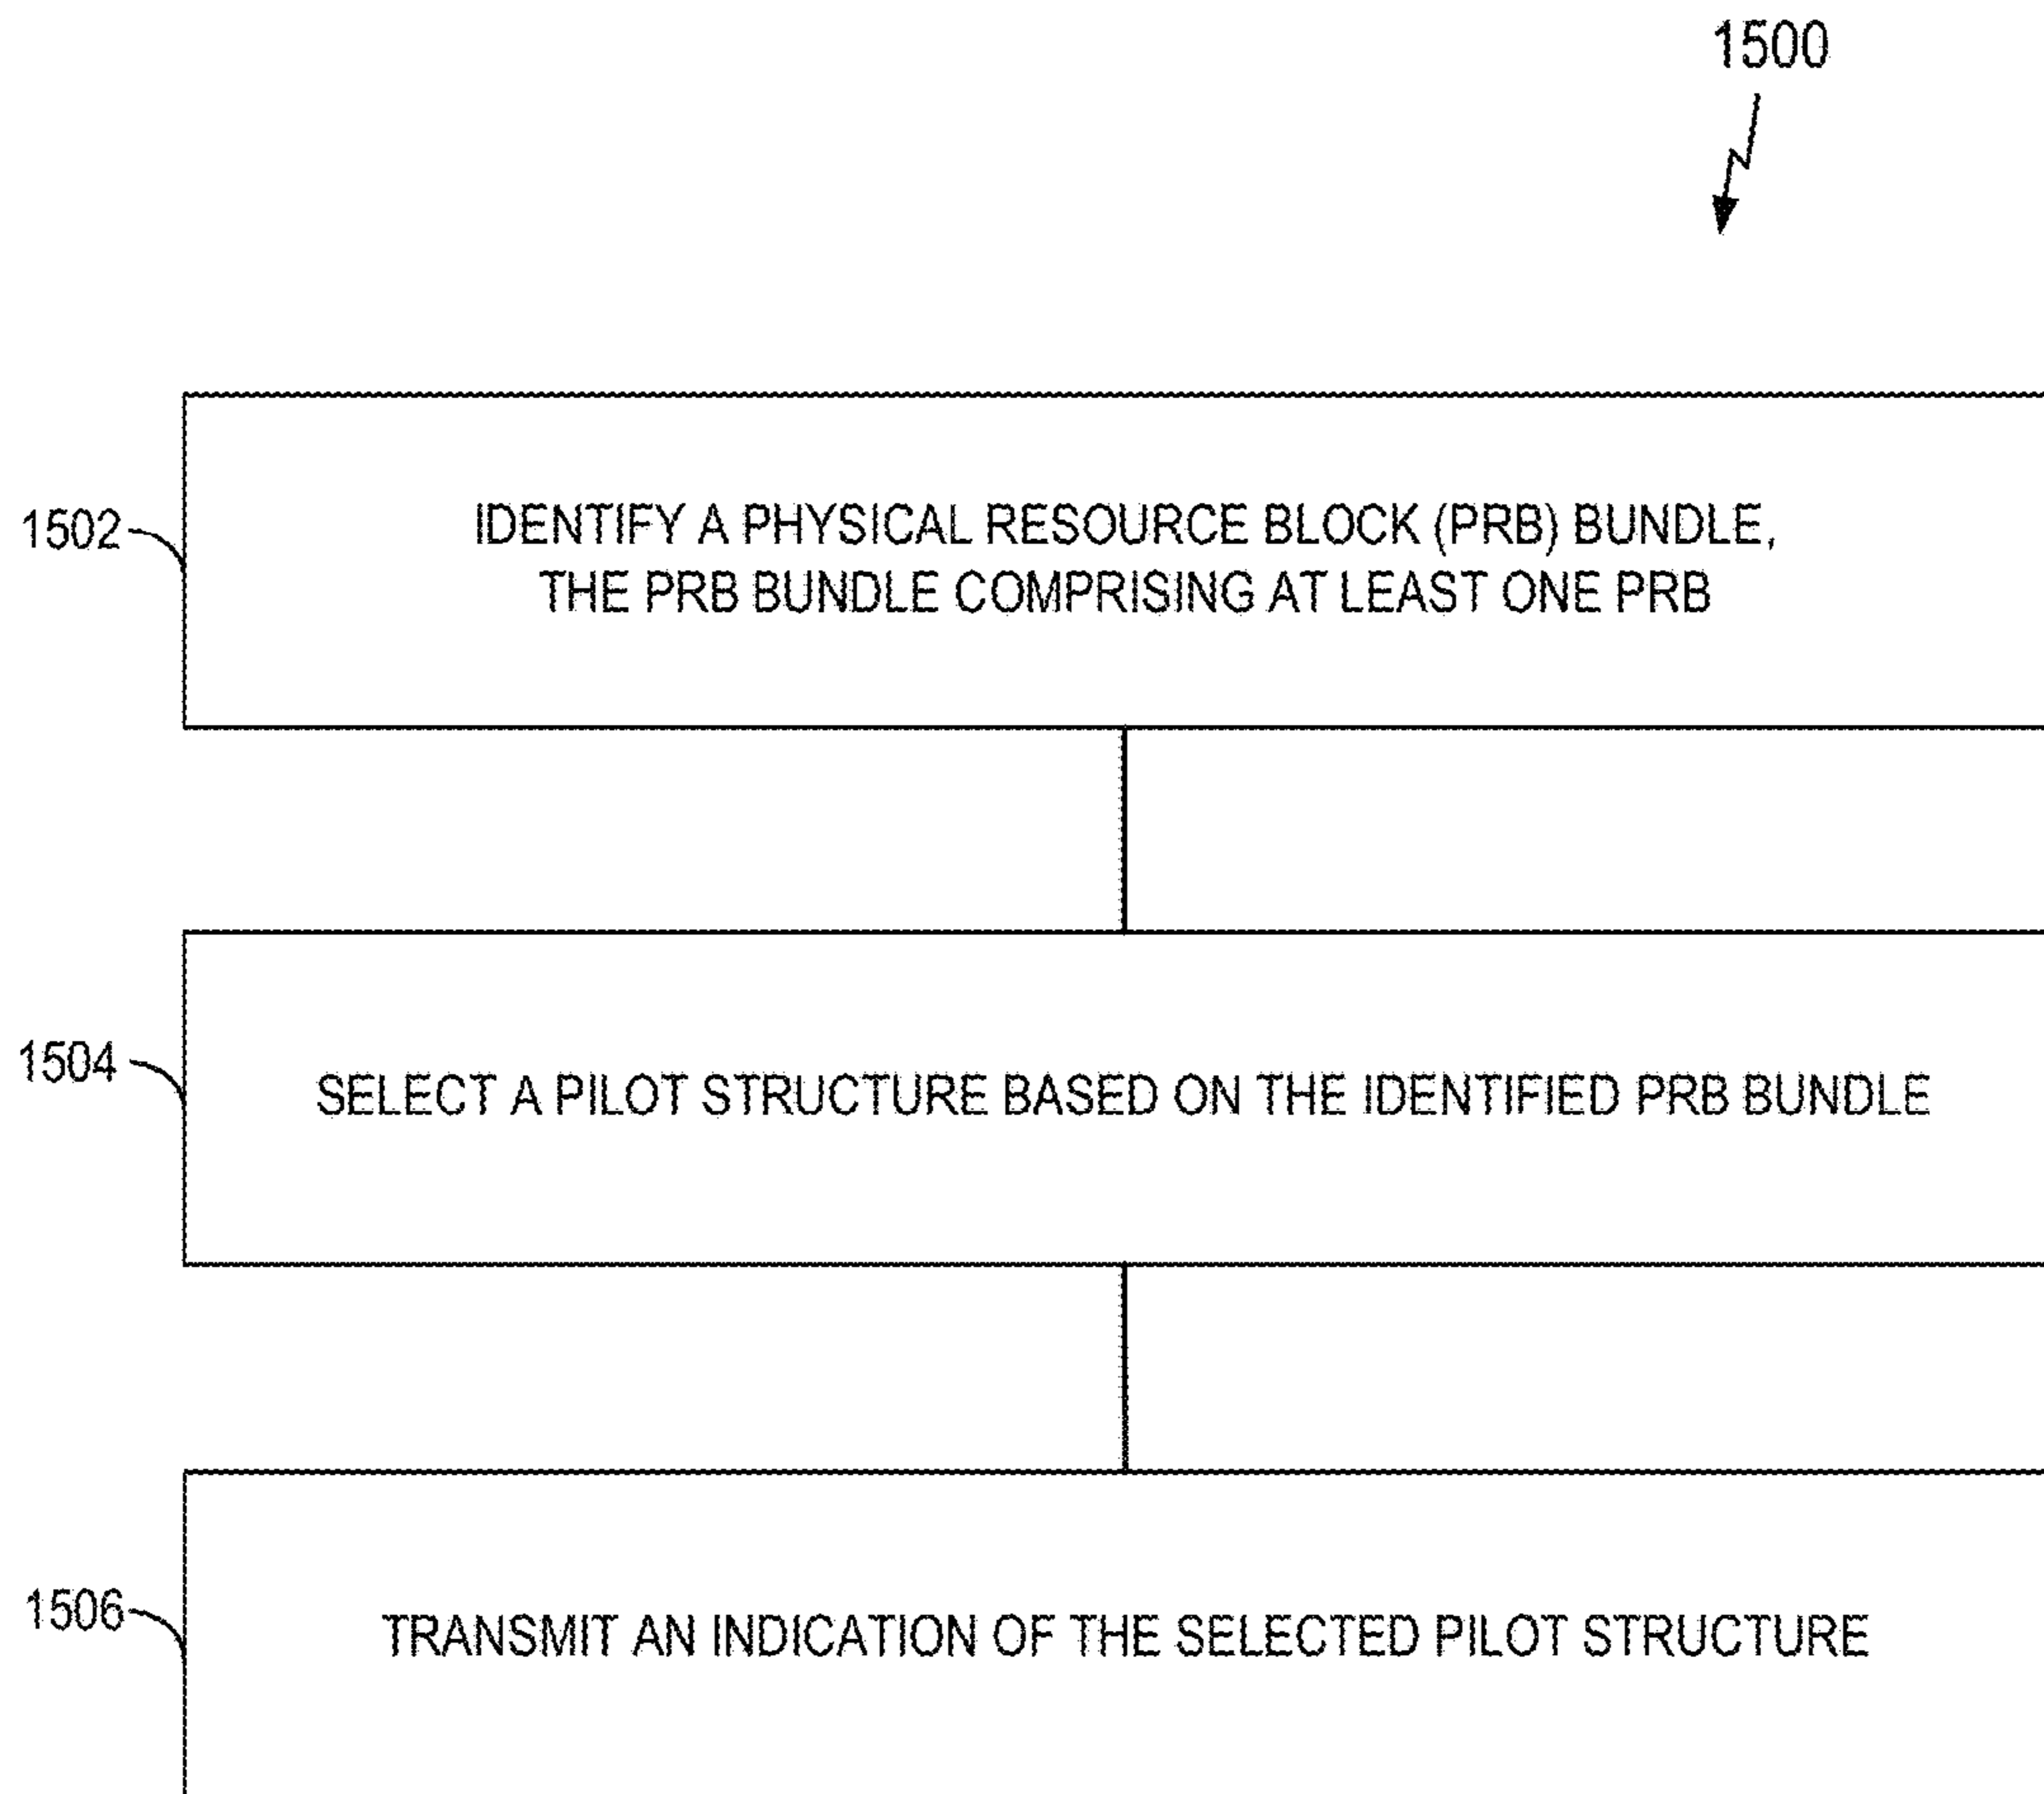 1500
1502
IDENTIFY A PHYSICAL RESOURCE BLOCK (PRB) BUNDLE,
THE PRB BUNDLE COMPRISING AT LEAST ONE PRB
1504
SELECT A PILOT STRUCTURE BASED ON THE IDENTIFIED PRB BUNDLE
1506
TRANSMIT AN INDICATION OF THE SELECTED PILOT STRUCTURE